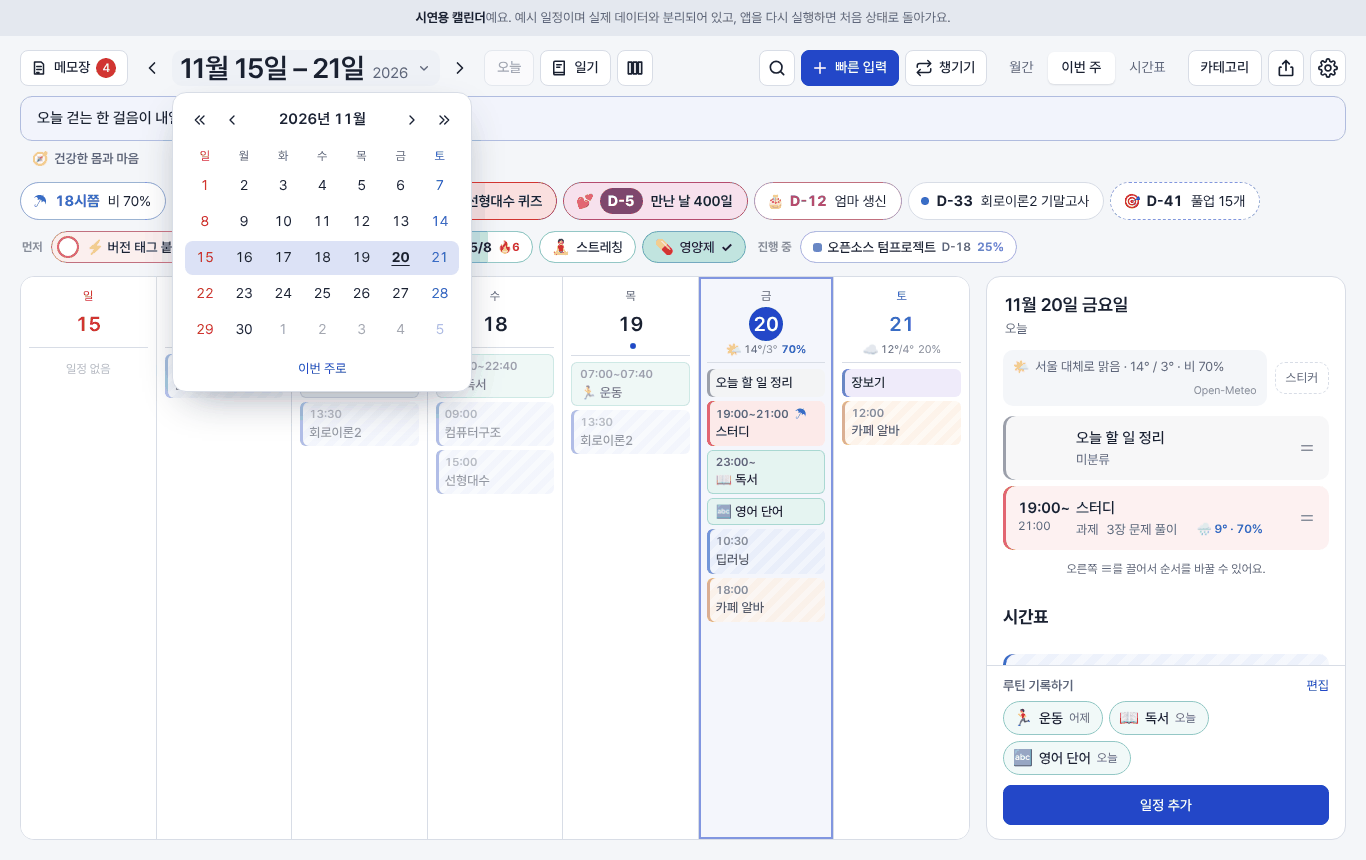 시연용 캘린더예요. 예시 일정이며 실제 데이터와 분리되어 있고, 앱을 다시 실행하면 처음 상태로 돌아가요.
메모장 4 11월 15일 – 21일 2026 오늘 일기 빠른 입력 챙기기 월간 이번 주 시간표 카테고리
오늘 걷는 한 걸음이
건강한 몸과 마음
18시쯤 비 70% 선형대수 퀴즈 D-5 만난 날 400일 D-12 엄마 생신 D-33 회로이론2 기말고사 D-41 풀업 15개
먼저 버전 태그 5/8 6 스트레칭 영양제 진행 중 오픈소스 텀프로젝트 D-18 25%
2026년 11월
일 월 화 수 목 금 토
1 2 3 4 5 6 7
8 9 10 11 12 13 14
15 16 17 18 19 20 21
22 23 24 25 26 27 28
29 30 1 2 3 4 5
이번 주로
일
15
일정 없음
13:30
회로이론2
수
18
22:40
독서
09:00
컴퓨터구조
15:00
선형대수
목
19
07:00~07:40
운동
13:30
회로이론2
금
20
14°/3° 70%
오늘 할 일 정리
19:00~21:00
스터디
23:00~
독서
영어 단어
10:30
딥러닝
18:00
카페 알바
토
21
12°/4° 20%
장보기
12:00
카페 알바
11월 20일 금요일
오늘
서울 대체로 맑음 · 14° / 3° · 비 70%
Open-Meteo
스티커
오늘 할 일 정리
미분류
19:00~ 스터디
21:00 과제 3장 문제 풀이 9° · 70%
오른쪽 ≡를 끌어서 순서를 바꿀 수 있어요.
시간표
루틴 기록하기 편집
운동 어제 독서 오늘
abc 영어 단어 오늘
일정 추가